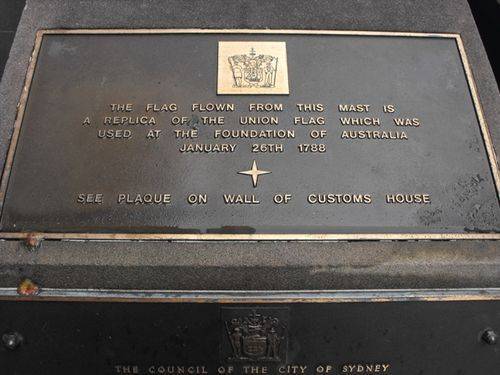 THE FLAG FLOWN FROM THIS MAST IS
A REPLICA OF THE UNION FLAG WHICH WAS
USED AT THE FOUNDATION OF AUSTRALIA
JANUARY 26TH 1788
SEE PLAQUE ON WALL OF CUSTOMS HOUSE
THE COUNCIL OF THE CITY OF SYDNEY